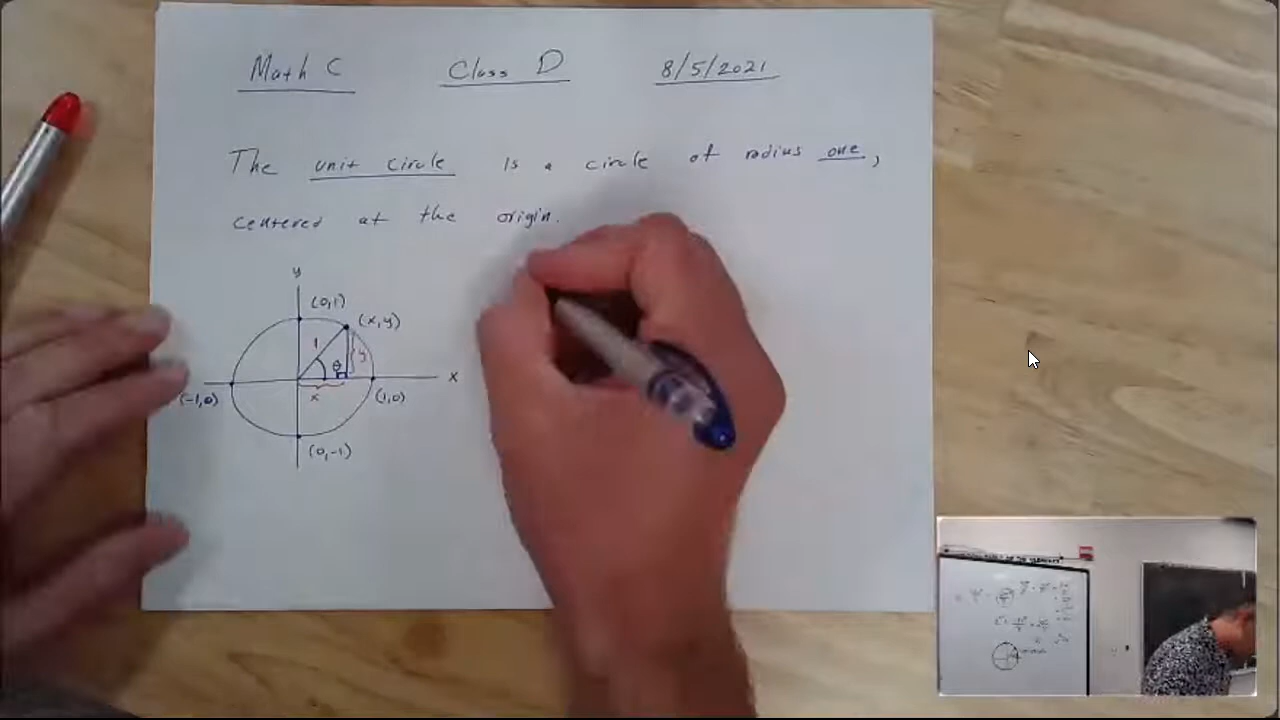 Math C Class D 8/5/2021
The unit circle is a circle of radius one,
centered at the origin.
y
(0,1)
(x,y)
1
θ
y
x
x
(-1,0)
(1,0)
(0,-1)